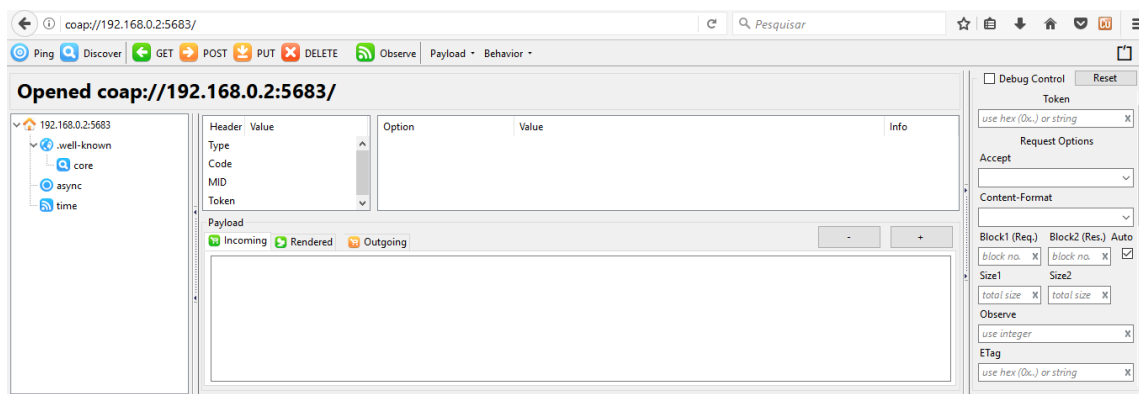 coap://192.168.0.2:5683/
Pesquisar
Ping Discover GET POST PUT DELETE Observe Payload Behavior
Opened coap://192.168.0.2:5683/
192.168.0.2:5683
.well-known
core
async
time
Header Value
Type
Code
MID
Token
Option Value Info
Payload
Incoming Rendered Outgoing
- +
Debug Control Reset
Token
use hex (0x..) or string x
Request Options
Accept
Content-Format
Block1 (Req.) Block2 (Res.) Auto
block no. x block no. x
Size1 Size2
total size x total size x
Observe
use integer x
ETag
use hex (0x..) or string x